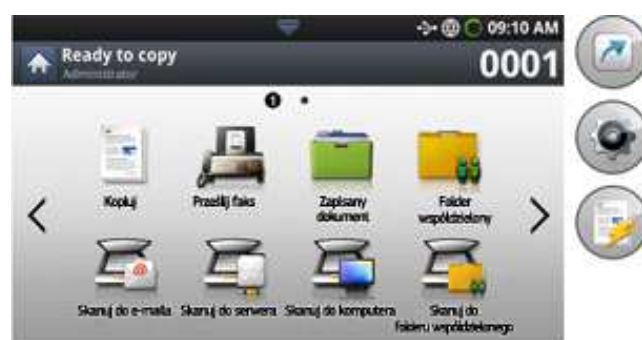 09:10 AM
Ready to copy
Administrator
0001
1
Kopiuj
Prześlij faks
Zapisany
dokument
Folder
współdzielony
Skanuj do e-maila
Skanuj do serwera
Skanuj do komputera
Skanuj do
folderu współdzielonego